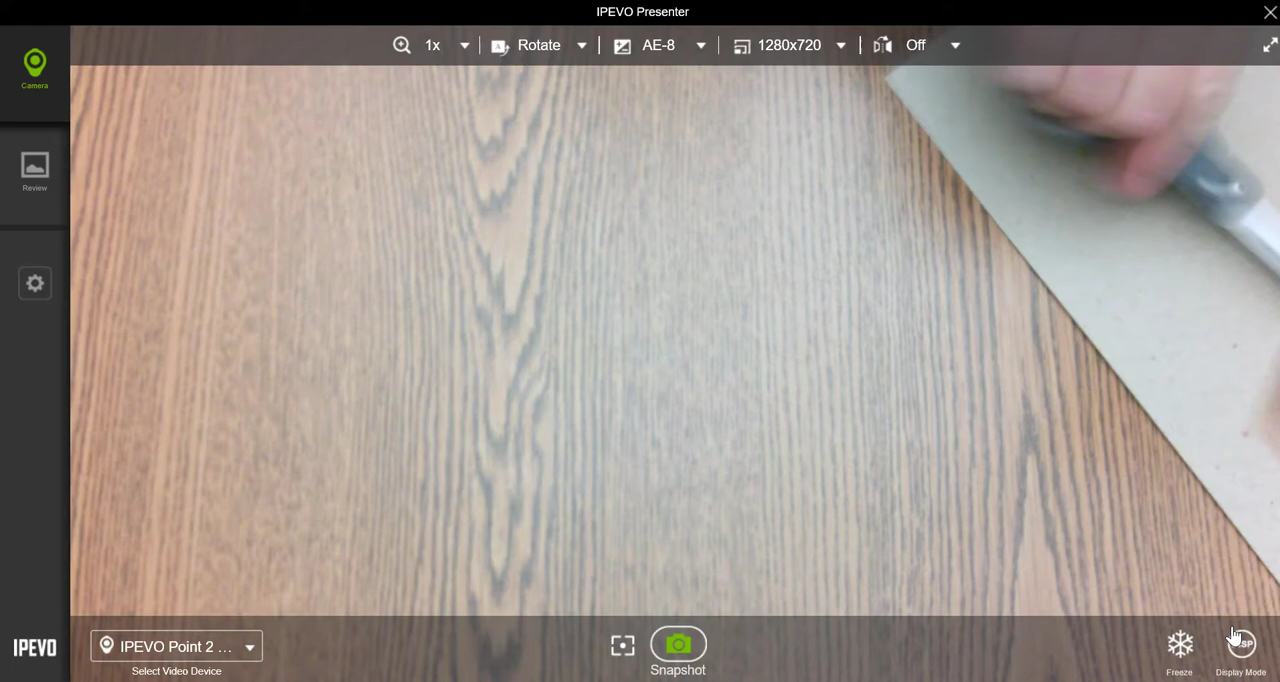 IPEVO Presenter
1x
Rotate
AE-8
1280x720
Off
Camera
Review
IPEVO
IPEVO Point 2 ...
Select Video Device
Snapshot
Freeze
Display Mode